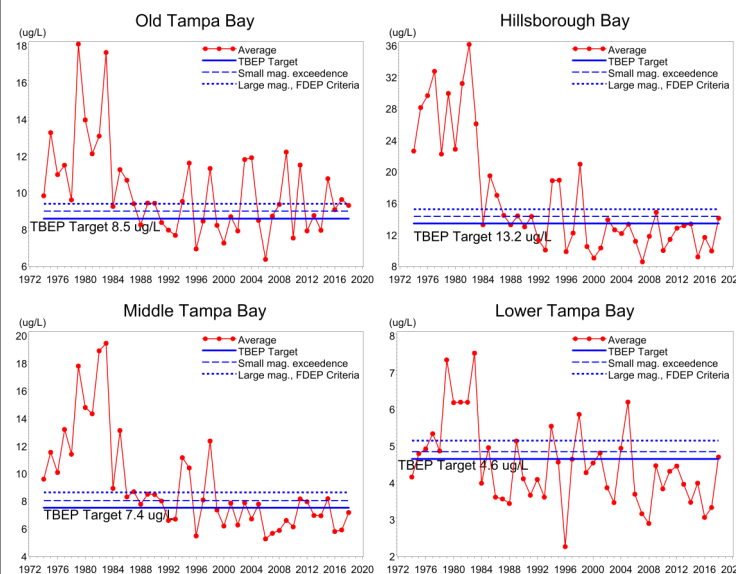 Old Tampa Bay
(ug/L)
Average
TBEP Target
Small mag. exceedence
Large mag., FDEP Criteria
18
16
14
12
10
8
6
TBEP Target 8.5 ug/L
1972 1976 1980 1984 1988 1992 1996 2000 2004 2008 2012 2016 2020
Hillsborough Bay
(ug/L)
Average
TBEP Target
Small mag. exceedence
Large mag., FDEP Criteria
36
32
28
24
20
16
12
8
TBEP Target 13.2 ug/L
1972 1976 1980 1984 1988 1992 1996 2000 2004 2008 2012 2016 202
Middle Tampa Bay
(ug/L)
Average
TBEP Target
Small mag. exceedence
Large mag., FDEP Criteria
20
18
16
14
12
10
8
6
4
TBEP Target 7.4 ug/L
1972 1976 1980 1984 1988 1992 1996 2000 2004 2008 2012 2016 2020
Lower Tampa Bay
(ug/L)
Average
TBEP Target
Small mag. exceedence
Large mag., FDEP Criteria
8
7
6
5
4
3
2
TBEP Target 4.6 ug/L
1972 1976 1980 1984 1988 1992 1996 2000 2004 2008 2012 2016 202